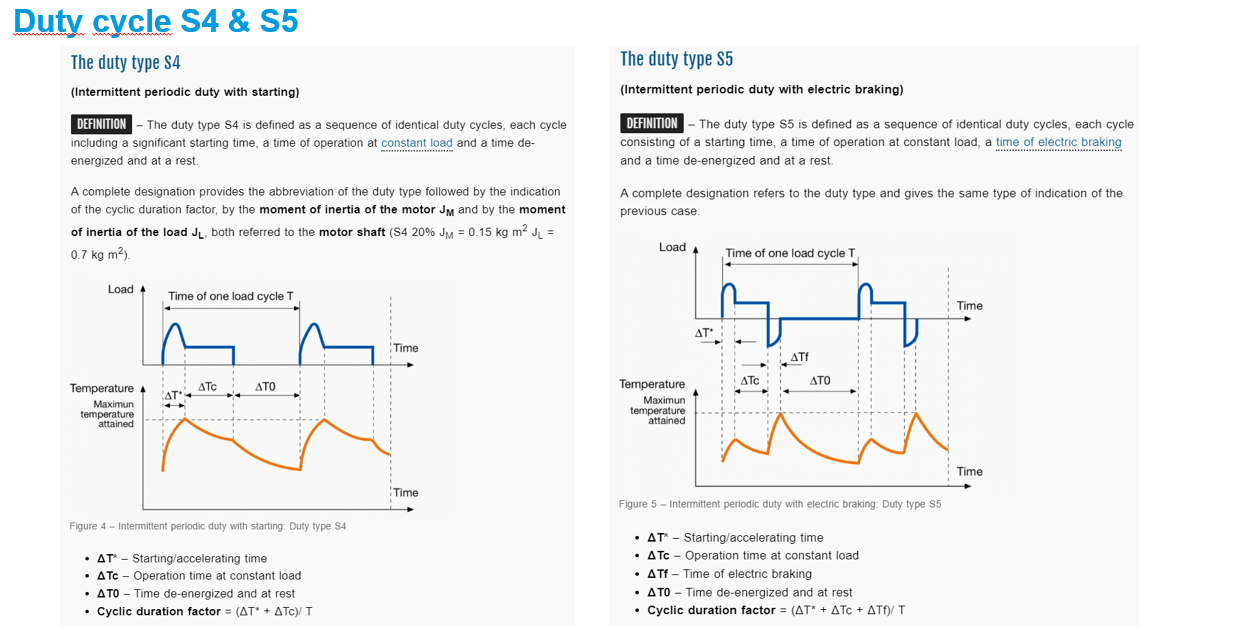 Duty cycle S4 & S5
The duty type S4
(Intermittent periodic duty with starting)
DEFINITION – The duty type S4 is defined as a sequence of identical duty cycles, each cycle
including a significant starting time, a time of operation at constant load and a time de-
energized and at a rest.
A complete designation provides the abbreviation of the duty type followed by the indication
of the cyclic duration factor, by the moment of inertia of the motor JM and by the moment
of inertia of the load JL, both referred to the motor shaft (S4 20% JM = 0.15 kg m2 JL =
0.7 kg m2).
Load
Time of one load cycle T
Time
Temperature
Maximun
temperature
attained
ΔT*
ΔTc
ΔT0
Time
Figure 4 – Intermittent periodic duty with starting: Duty type S4
• ΔT* – Starting/accelerating time
• ΔTc – Operation time at constant load
• ΔT0 – Time de-energized and at rest
• Cyclic duration factor = (ΔT* + ΔTc)/ T
The duty type S5
(Intermittent periodic duty with electric braking)
DEFINITION – The duty type S5 is defined as a sequence of identical duty cycles, each cycle
consisting of a starting time, a time of operation at constant load, a time of electric braking
and a time de-energized and at a rest.
A complete designation refers to the duty type and gives the same type of indication of the
previous case.
Load
Time of one load cycle T
Time
ΔT*
ΔTf
ΔTc
ΔT0
Temperature
Maximun
temperature
attained
Time
Figure 5 – Intermittent periodic duty with electric braking: Duty type S5
• ΔT* – Starting/accelerating time
• ΔTc – Operation time at constant load
• ΔTf – Time of electric braking
• ΔT0 – Time de-energized and at rest
• Cyclic duration factor = (ΔT* + ΔTc + ΔTf)/ T